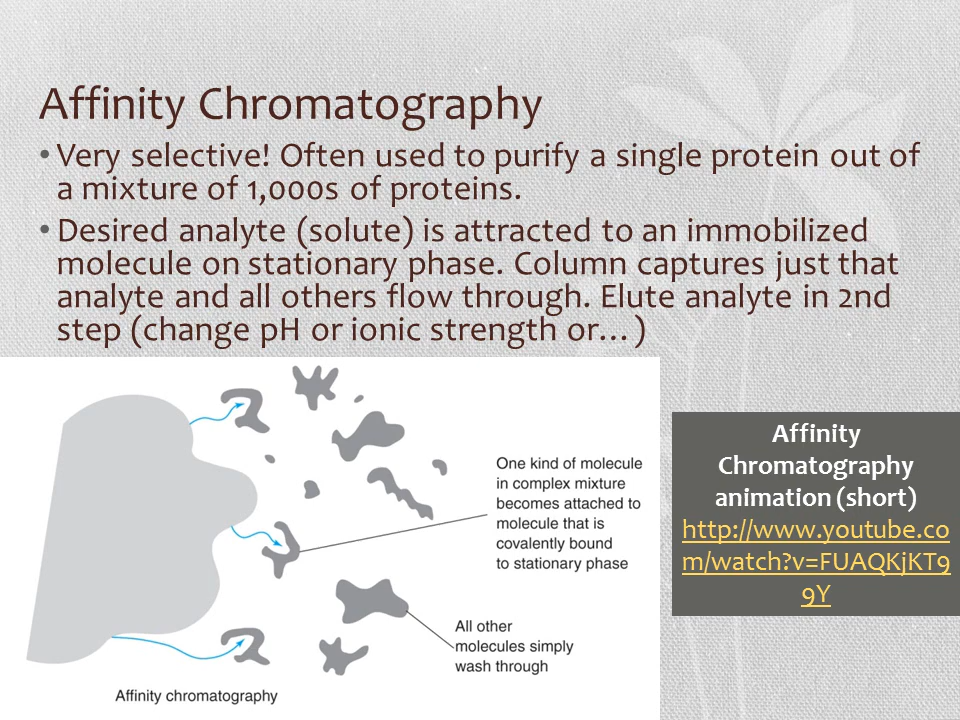 Affinity Chromatography
• Very selective! Often used to purify a single protein out of
a mixture of 1,000s of proteins.
• Desired analyte (solute) is attracted to an immobilized
molecule on stationary phase. Column captures just that
analyte and all others flow through. Elute analyte in 2nd
step (change pH or ionic strength or…)
One kind of molecule
in complex mixture
becomes attached to
molecule that is
covalently bound
to stationary phase
All other
molecules simply
wash through
Affinity chromatography
Affinity
Chromatography
animation (short)
http://www.youtube.co
m/watch?v=FUAQKjKT9
9Y